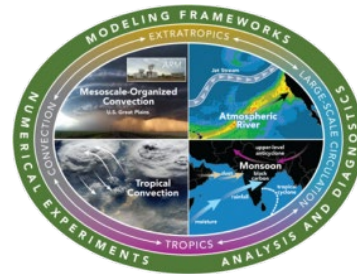 MODELING FRAMEWORKS
EXTRATROPICS
ARM
Mesoscale-Organized
Convection
U.S. Great Plains
Jet Stream
Atmospheric
River
NUMERICAL EXPERIMENTS
CONVECTION
LARGE-SCALE CIRCULATION
ANALYSIS AND DIAGNOSTICS
Tropical
Convection
upper-level
anticyclone
Monsoon
dust
black
carbon
rainfall
tropical
cyclone
moisture
TROPICS